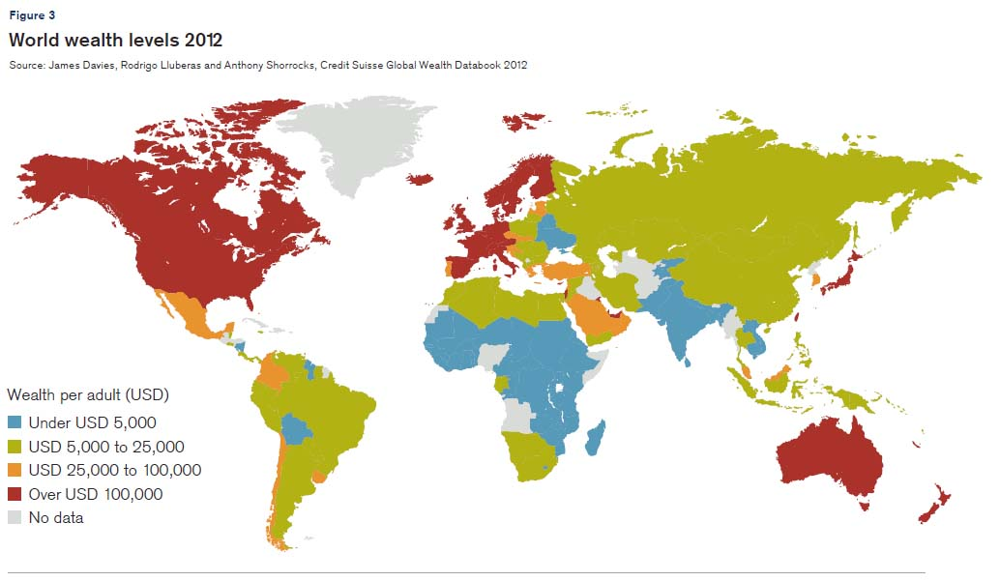 Figure 3
World wealth levels 2012
Source: James Davies, Rodrigo Lluberas and Anthony Shorrocks, Credit Suisse Global Wealth Databook 2012
Wealth per adult (USD)
Under USD 5,000
USD 5,000 to 25,000
USD 25,000 to 100,000
Over USD 100,000
No data